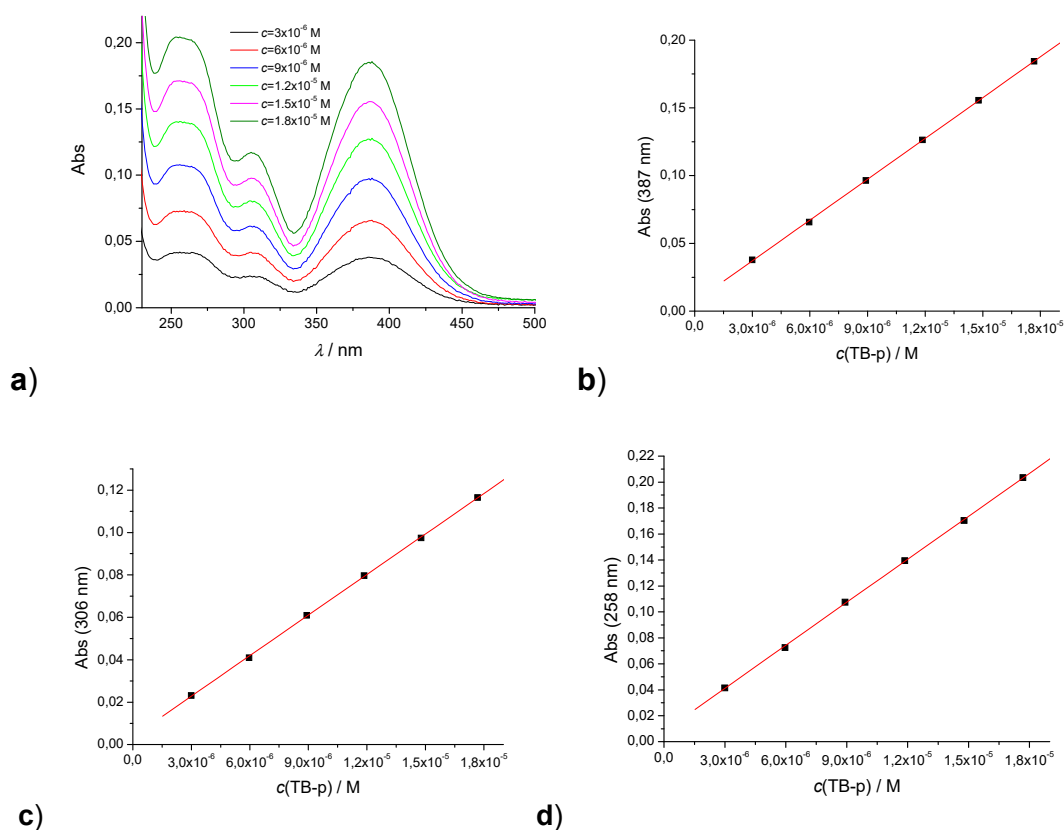 0,20
0,15
0,10
0,05
0,00
Abs
c=3x10⁻⁶ M
c=6x10⁻⁶ M
c=9x10⁻⁶ M
c=1.2x10⁻⁵ M
c=1.5x10⁻⁵ M
c=1.8x10⁻⁵ M
250 300 350 400 450 500
λ / nm
a)
0,20
0,15
0,10
0,05
0,00
Abs (387 nm)
0,0 3,0x10⁻⁶ 6,0x10⁻⁶ 9,0x10⁻⁶ 1,2x10⁻⁵ 1,5x10⁻⁵ 1,8x10⁻⁵
c(TB-p) / M
b)
0,12
0,10
0,08
0,06
0,04
0,02
0,00
Abs (306 nm)
0,0 3,0x10⁻⁶ 6,0x10⁻⁶ 9,0x10⁻⁶ 1,2x10⁻⁵ 1,5x10⁻⁵ 1,8x10⁻⁵
c(TB-p) / M
c)
0,22
0,20
0,18
0,16
0,14
0,12
0,10
0,08
0,06
0,04
0,02
0,00
Abs (258 nm)
0,0 3,0x10⁻⁶ 6,0x10⁻⁶ 9,0x10⁻⁶ 1,2x10⁻⁵ 1,5x10⁻⁵ 1,8x10⁻⁵
c(TB-p) / M
d)